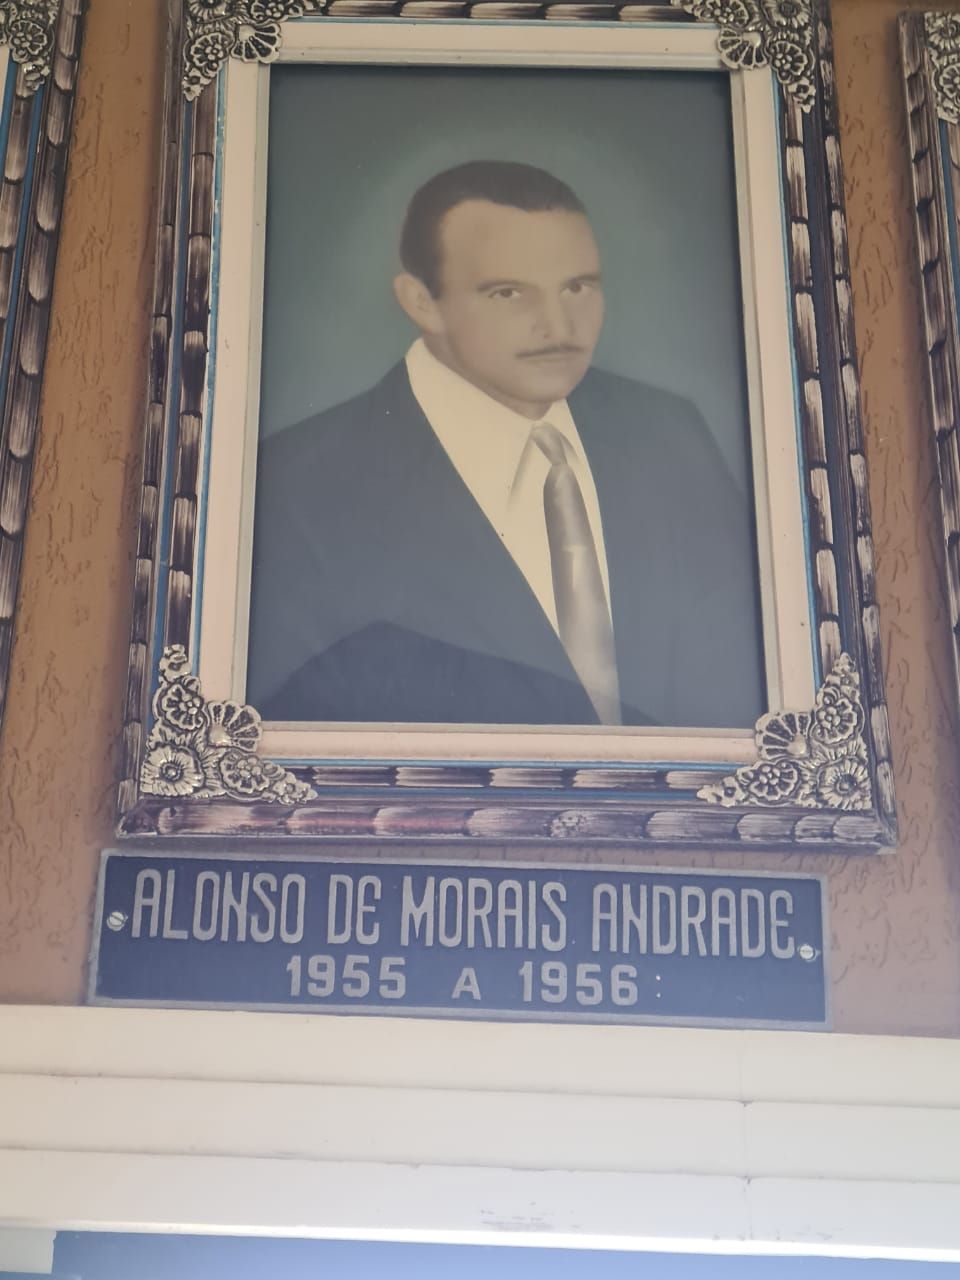 ALONSO DE MORAIS ANDRADE
1955 A 1956